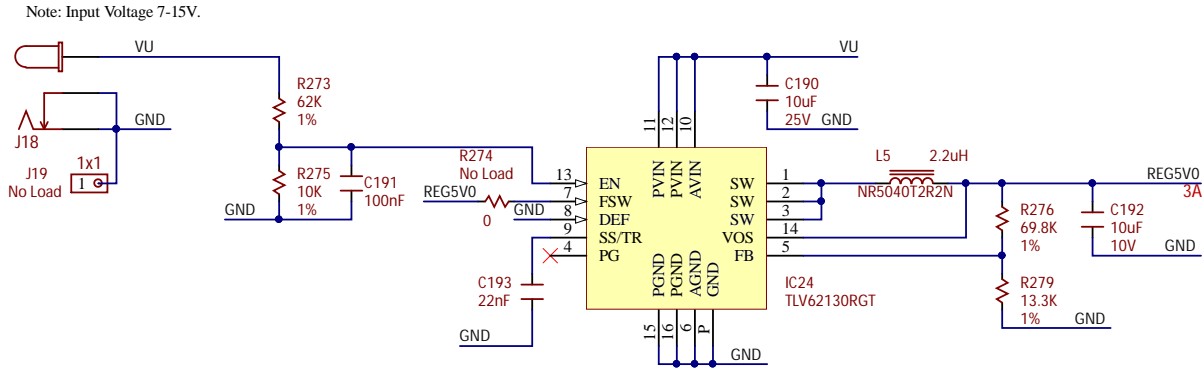 Note: Input Voltage 7-15V.
VU
GND
J18
J19
No Load
1x1
1
R273
62K
1%
R275
10K
1%
GND
C191
100nF
R274
No Load
REG5V0
0
GND
C193
22nF
GND
VU
C190
10uF
25V
GND
11
12
10
PVIN
PVIN
AVIN
13
EN
7
FSW
8
DEF
9
SS/TR
4
PG
SW
1
SW
2
SW
3
VOS
14
FB
5
PGND
PGND
AGND
GND
15
16
6
P
GND
IC24
TLV62130RGT
L5
2.2uH
NR5040T2R2N
R276
69.8K
1%
R279
13.3K
1%
GND
C192
10uF
10V
GND
REG5V0
3A